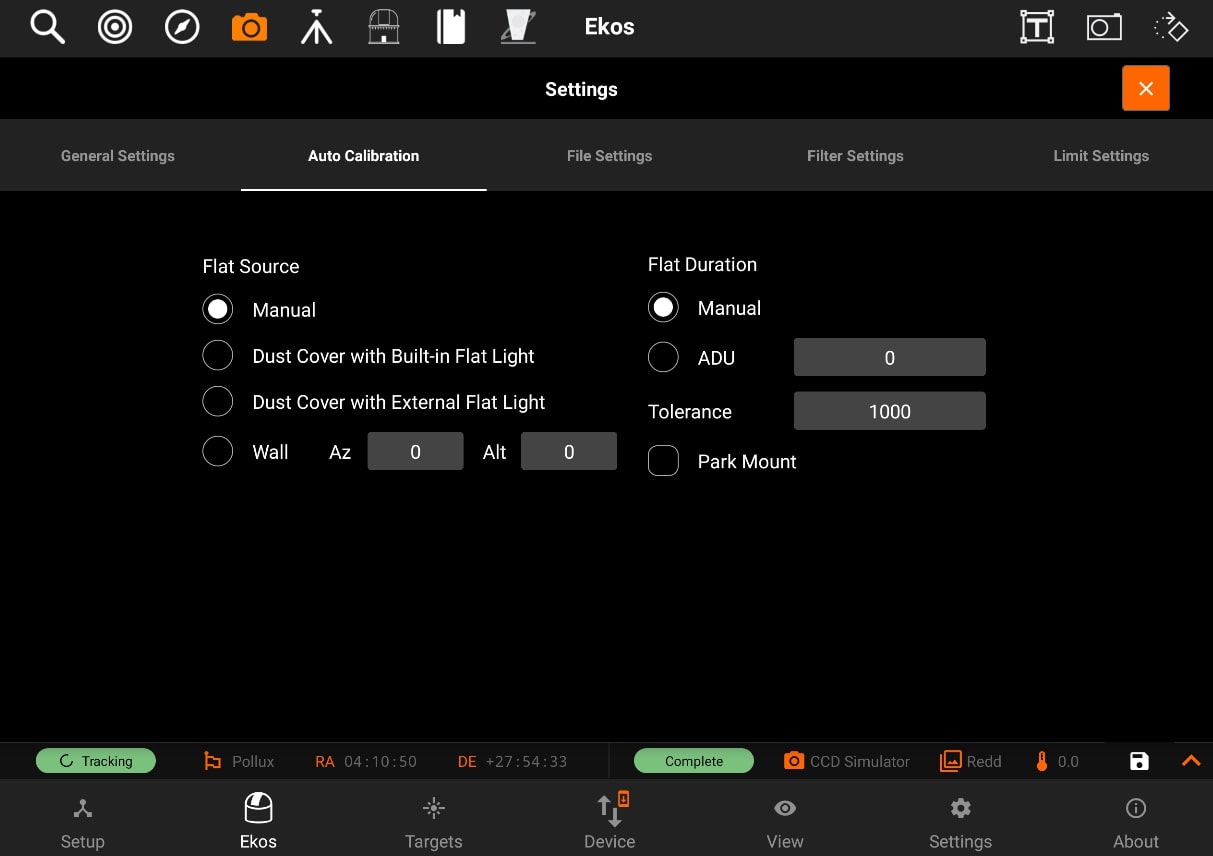 Ekos
Settings
General Settings Auto Calibration File Settings Filter Settings Limit Settings
Flat Source
Manual
Dust Cover with Built-in Flat Light
Dust Cover with External Flat Light
Wall Az 0 Alt 0
Flat Duration
Manual
ADU 0
Tolerance 1000
Park Mount
Tracking Pollux RA 04:10:50 DE +27:54:33 Complete CCD Simulator Redd 0.0
Setup Ekos Targets Device View Settings About